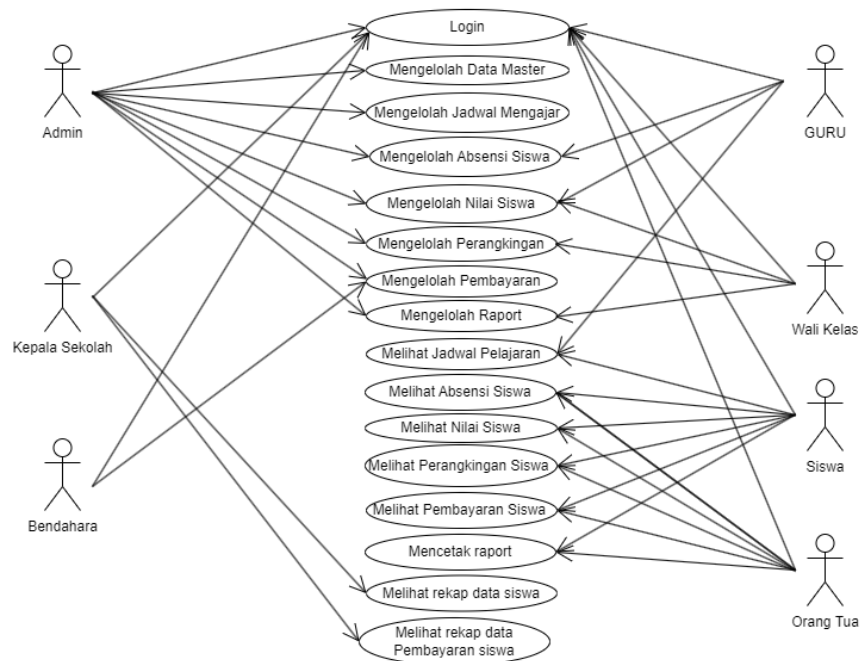 Login
Mengelolah Data Master
Mengelolah Jadwal Mengajar
Mengelolah Absensi Siswa
Mengelolah Nilai Siswa
Mengelolah Perangkingan
Mengelolah Pembayaran
Mengelolah Raport
Melihat Jadwal Pelajaran
Melihat Absensi Siswa
Melihat Nilai Siswa
Melihat Perangkingan Siswa
Melihat Pembayaran Siswa
Mencetak raport
Melihat rekap data siswa
Melihat rekap data
Pembayaran siswa
Admin
Kepala Sekolah
Bendahara
GURU
Wali Kelas
Siswa
Orang Tua